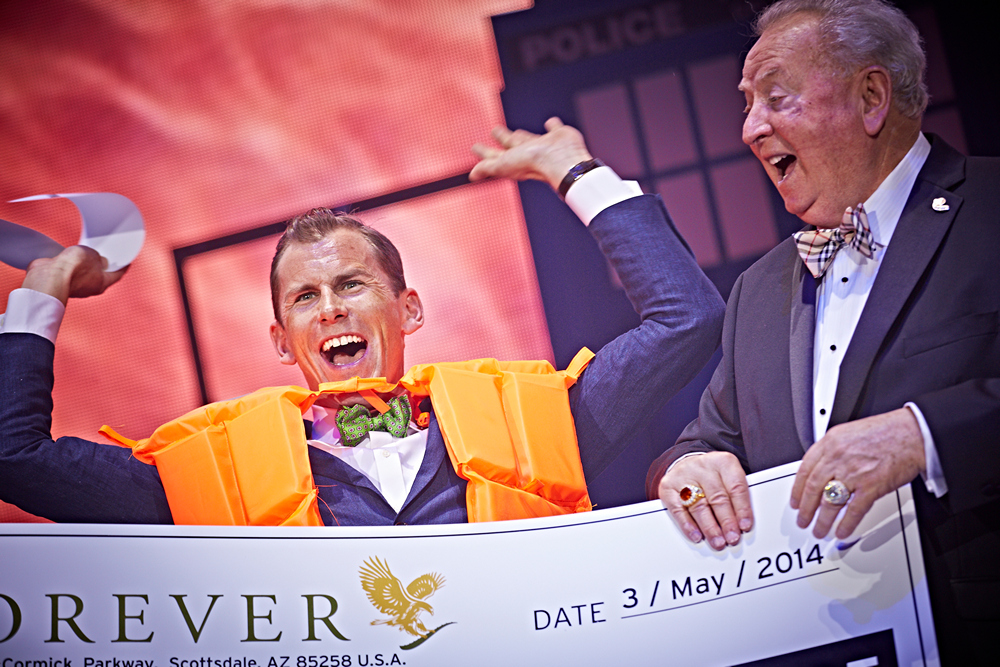 POLICE
OREVER
DATE 3 / May / 2014
Cormick, Parkway, Scottsdale, AZ 85258 U.S.A.